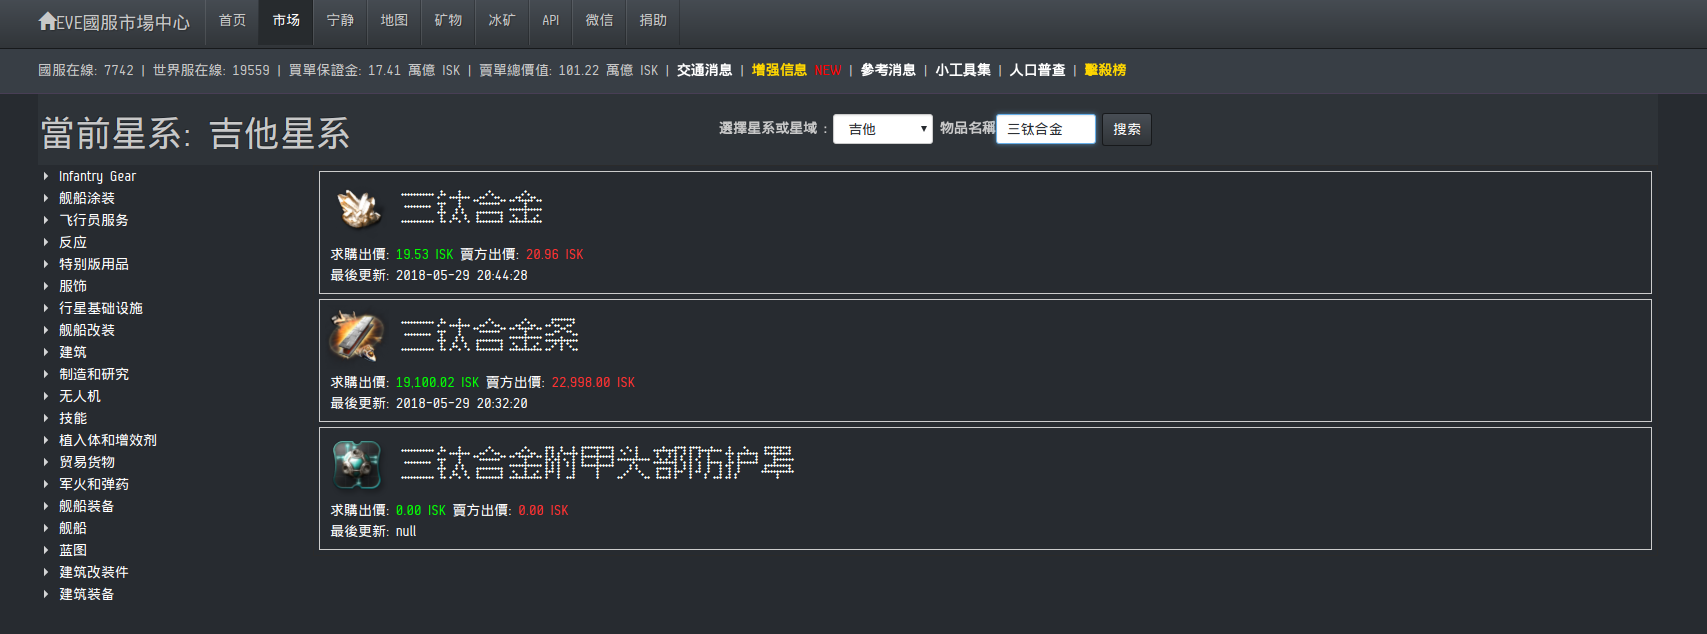 EVE國服市場中心 首页 市场 宁静 地图 矿物 冰矿 API 微信 捐助
國服在線: 7742 | 世界服在線: 19559 | 買單保證金: 17.41 萬億 ISK | 賣單總價值: 101.22 萬億 ISK | 交通消息 | 增强信息 NEW | 參考消息 | 小工具集 | 人口普查 | 擊殺榜
當前星系: 吉他星系
選擇星系或星域 : 吉他 物品名稱 三钛合金 搜索
Infantry Gear
舰船涂装
飞行员服务
反应
特别版用品
服饰
行星基础设施
舰船改装
建筑
制造和研究
无人机
技能
植入体和增效剂
贸易货物
军火和弹药
舰船装备
舰船
蓝图
建筑改装件
建筑装备
三钛合金
求購出價: 19.53 ISK 賣方出價: 20.96 ISK
最後更新: 2018-05-29 20:44:28
三钛合金条
求購出價: 19,100.02 ISK 賣方出價: 22,998.00 ISK
最後更新: 2018-05-29 20:32:20
三钛合金附甲头部防护罩
求購出價: 0.00 ISK 賣方出價: 0.00 ISK
最後更新: null